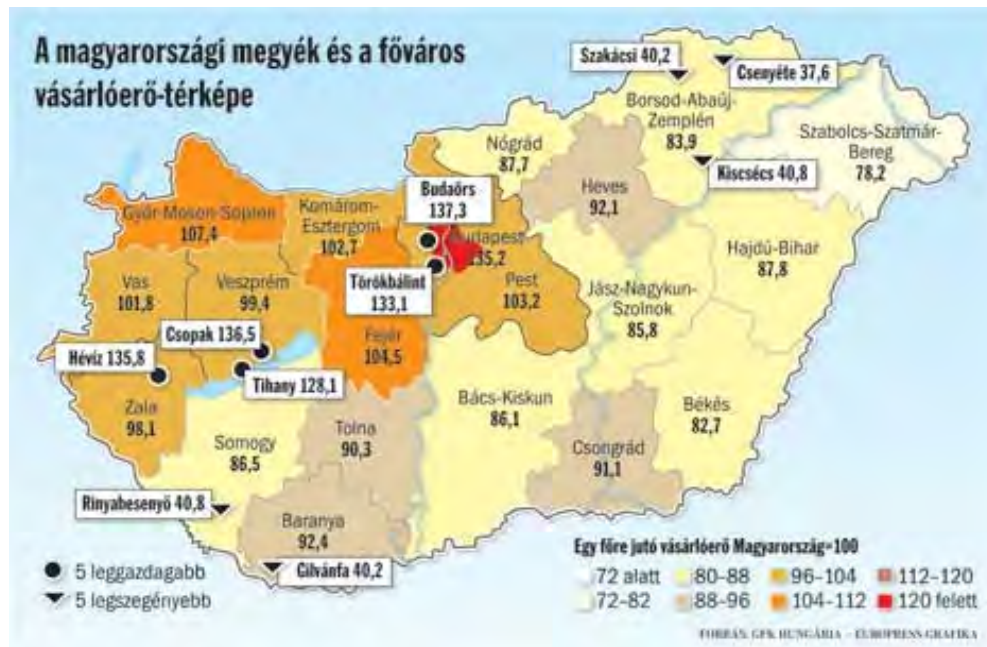 A magyarországi megyék és a főváros
vásárlóerő-térképe
Szakácsi 40,2
Csenyéte 37,6
Borsod-Abaúj-
Zemplén
83,9
Szabolcs-Szatmár-
Bereg
78,2
Nógrád
87,7
Kiscsécs 40,8
Budaörs
137,3
Heves
92,1
Győr-Moson-Sopron
107,4
Komárom-
Esztergom
102,7
Budapest
135,2
Hajdú-Bihar
87,8
Vas
101,8
Veszprém
99,4
Törökbálint
133,1
Pest
103,2
Jász-Nagykun-
Szolnok
85,8
Csopak 136,5
Fejér
104,5
Hévíz 135,8
Tihany 128,1
Zala
98,1
Bács-Kiskun
86,1
Békés
82,7
Somogy
86,5
Tolna
90,3
Csongrád
91,1
Rinyabesenyő 40,8
Baranya
92,4
Gilvánfa 40,2
5 leggazdagabb
5 legszegényebb
Egy főre jutó vásárlóerő Magyarország=100
72 alatt 80–88 96–104 112–120
72–82 88–96 104–112 120 felett
FORRÁS: GFK HUNGÁRIA – EUROPRESS-GRAFIKA